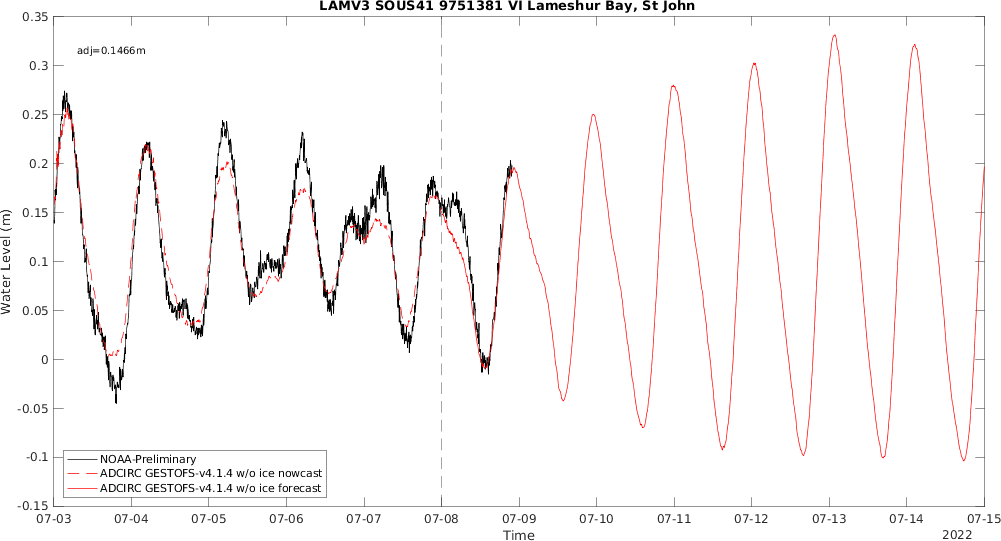 LAMV3 SOUS41 9751381 VI Lameshur Bay, St John
adj=0.1466m
0.35
0.3
0.25
0.2
0.15
0.1
0.05
0
-0.05
-0.1
-0.15
Water Level (m)
NOAA-Preliminary
ADCIRC GESTOFS-v4.1.4 w/o ice nowcast
ADCIRC GESTOFS-v4.1.4 w/o ice forecast
07-03 07-04 07-05 07-06 07-07 07-08 07-09 07-10 07-11 07-12 07-13 07-14 07-15
Time
2022